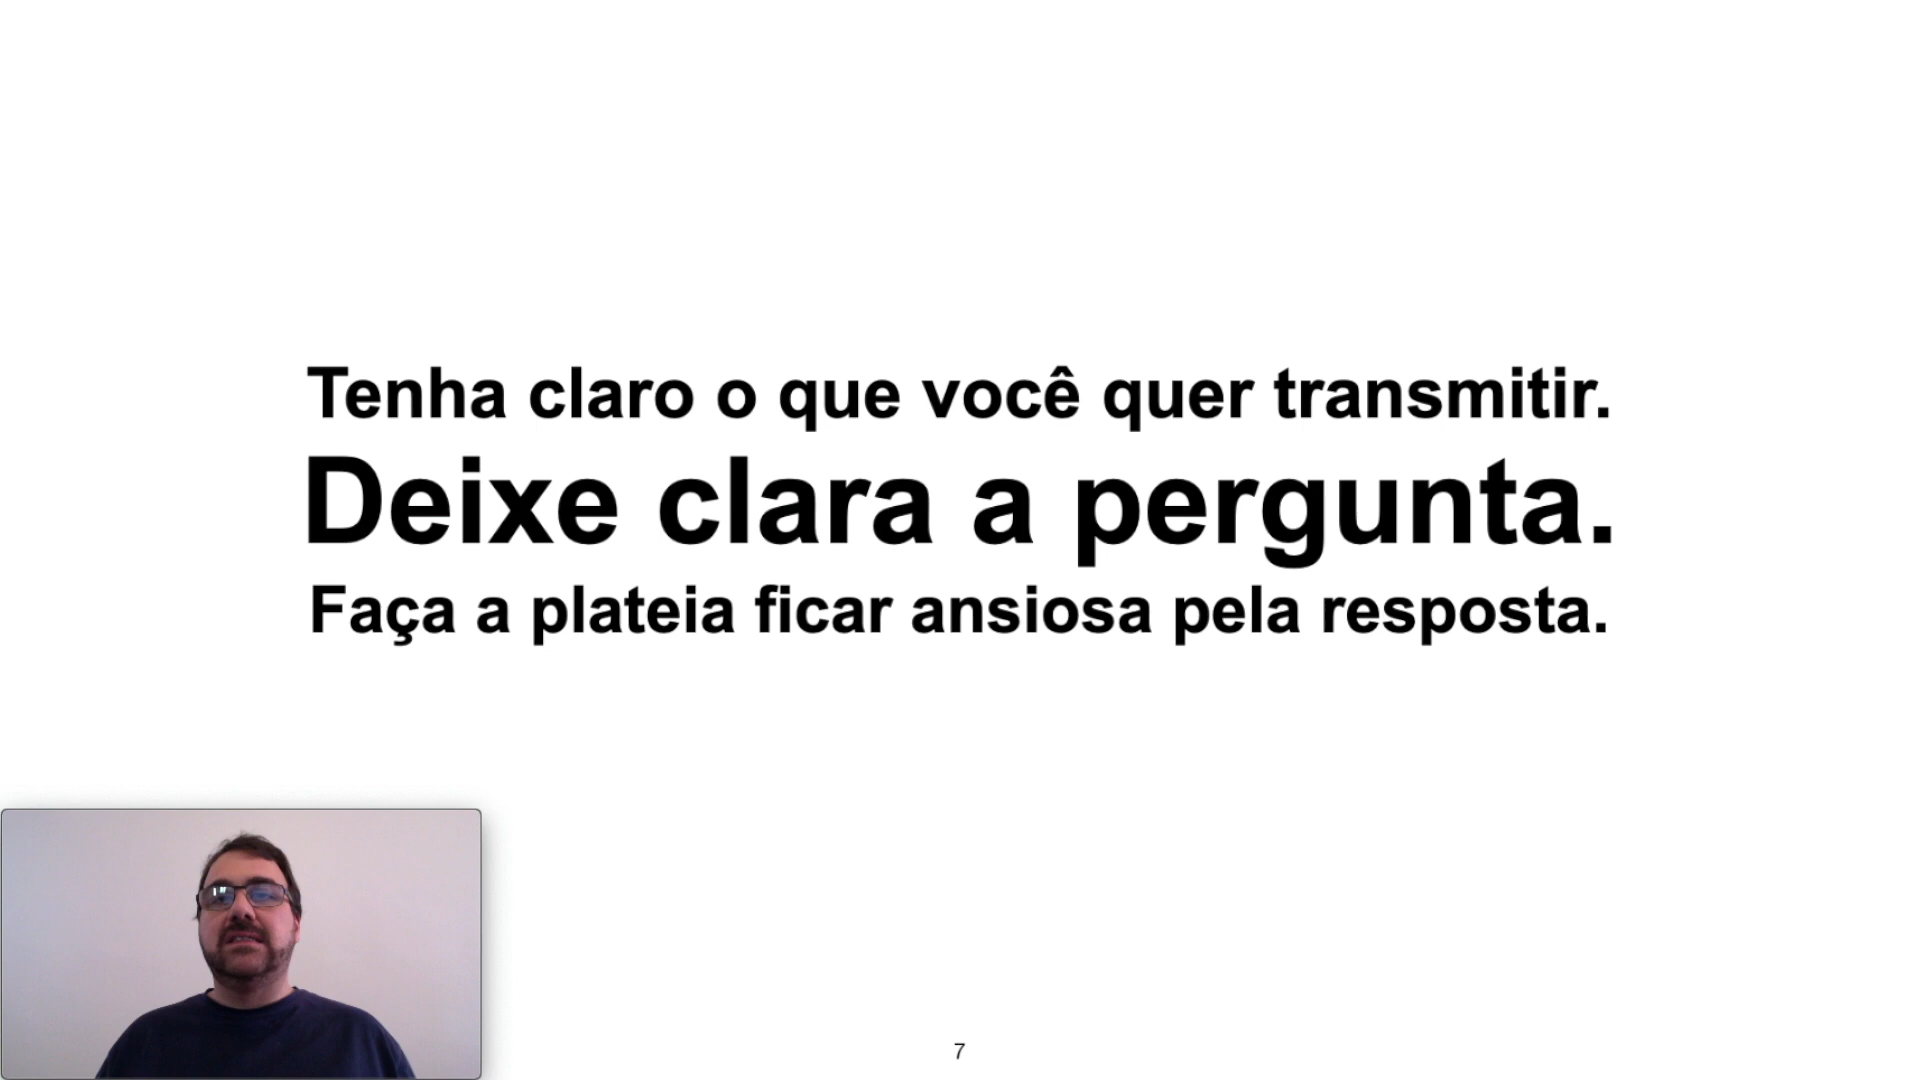 Tenha claro o que você quer transmitir.
Deixe clara a pergunta.
Faça a plateia ficar ansiosa pela resposta.
7